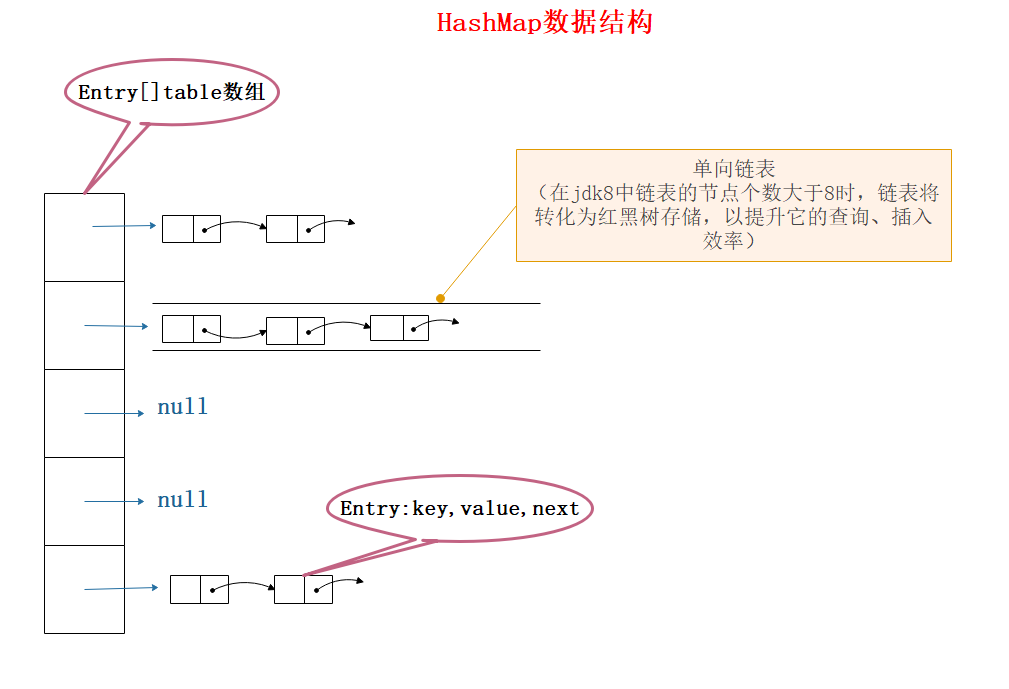 HashMap数据结构
Entry[]table数组
单向链表
（在jdk8中链表的节点个数大于8时，链表将
转化为红黑树存储，以提升它的查询、插入
效率）
null
null
Entry:key,value,next